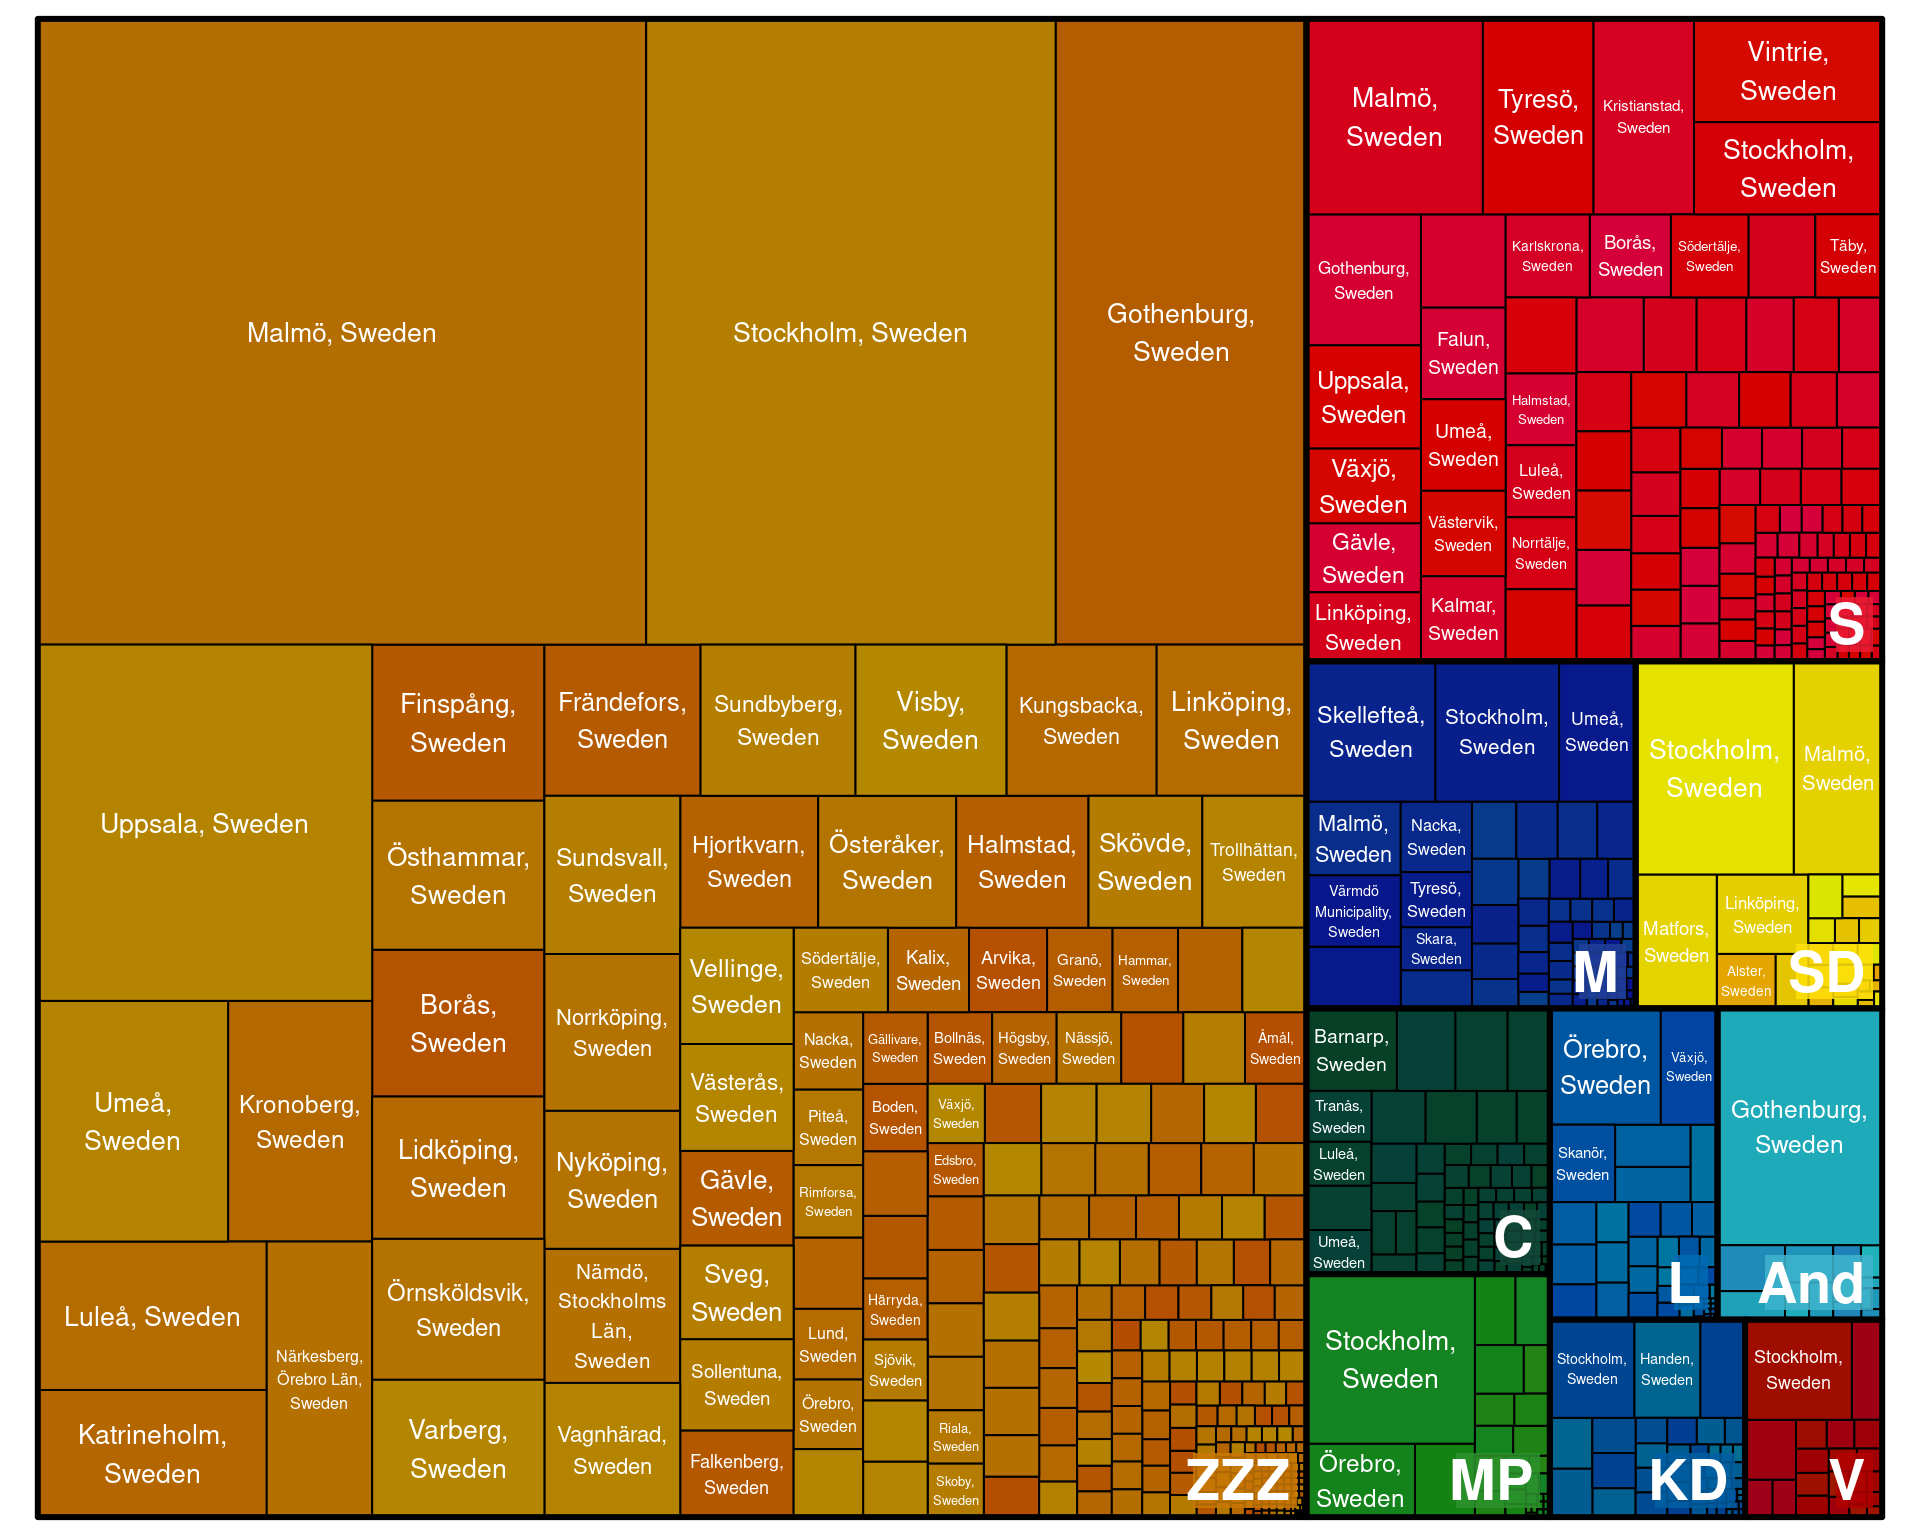 Malmö, Sweden
Stockholm, Sweden
Gothenburg,
Sweden
Uppsala, Sweden
Umeå,
Sweden
Kronoberg,
Sweden
Luleå, Sweden
Katrineholm,
Sweden
Närkesberg,
Örebro Län,
Sweden
Finspång,
Sweden
Östhammar,
Sweden
Borås,
Sweden
Lidköping,
Sweden
Örnsköldsvik,
Sweden
Varberg,
Sweden
Frändefors,
Sweden
Sundbyberg,
Sweden
Visby,
Sweden
Kungsbacka,
Sweden
Linköping,
Sweden
Sundsvall,
Sweden
Norrköping,
Sweden
Nyköping,
Sweden
Nämdö,
Stockholms
Län,
Sweden
Vagnhärad,
Sweden
Hjortkvarn,
Sweden
Österåker,
Sweden
Halmstad,
Sweden
Skövde,
Sweden
Trollhättan,
Sweden
Vellinge,
Sweden
Västerås,
Sweden
Gävle,
Sweden
Sveg,
Sweden
Sollentuna,
Sweden
Falkenberg,
Sweden
Södertälje,
Sweden
Kalix,
Sweden
Arvika,
Sweden
Granö,
Sweden
Hammar,
Sweden
Nacka,
Sweden
Piteå,
Sweden
Rimforsa,
Sweden
Lund,
Sweden
Örebro,
Sweden
Gällivare,
Sweden
Boden,
Sweden
Härryda,
Sweden
Sjövik,
Sweden
Bollnäs,
Sweden
Högsby,
Sweden
Nässjö,
Sweden
Åmål,
Sweden
Växjö,
Sweden
Edsbro,
Sweden
Riala,
Sweden
Skoby,
Sweden
ZZZ
Malmö,
Sweden
Tyresö,
Sweden
Kristianstad,
Sweden
Vintrie,
Sweden
Stockholm,
Sweden
Gothenburg,
Sweden
Uppsala,
Sweden
Växjö,
Sweden
Gävle,
Sweden
Linköping,
Sweden
Falun,
Sweden
Umeå,
Sweden
Västervik,
Sweden
Kalmar,
Sweden
Karlskrona,
Sweden
Borås,
Sweden
Södertälje,
Sweden
Täby,
Sweden
Halmstad,
Sweden
Luleå,
Sweden
Norrtälje,
Sweden
S
Skellefteå,
Sweden
Stockholm,
Sweden
Umeå,
Sweden
Malmö,
Sweden
Värmdö
Municipality,
Sweden
Nacka,
Sweden
Tyresö,
Sweden
Skara,
Sweden
M
Stockholm,
Sweden
Malmö,
Sweden
Matfors,
Sweden
Linköping,
Sweden
Alster,
Sweden
SD
Barnarp,
Sweden
Tranås,
Sweden
Luleå,
Sweden
Umeå,
Sweden
C
Örebro,
Sweden
Växjö,
Sweden
Skanör,
Sweden
L
Gothenburg,
Sweden
And
Stockholm,
Sweden
Örebro,
Sweden
MP
Stockholm,
Sweden
Handen,
Sweden
KD
Stockholm,
Sweden
V